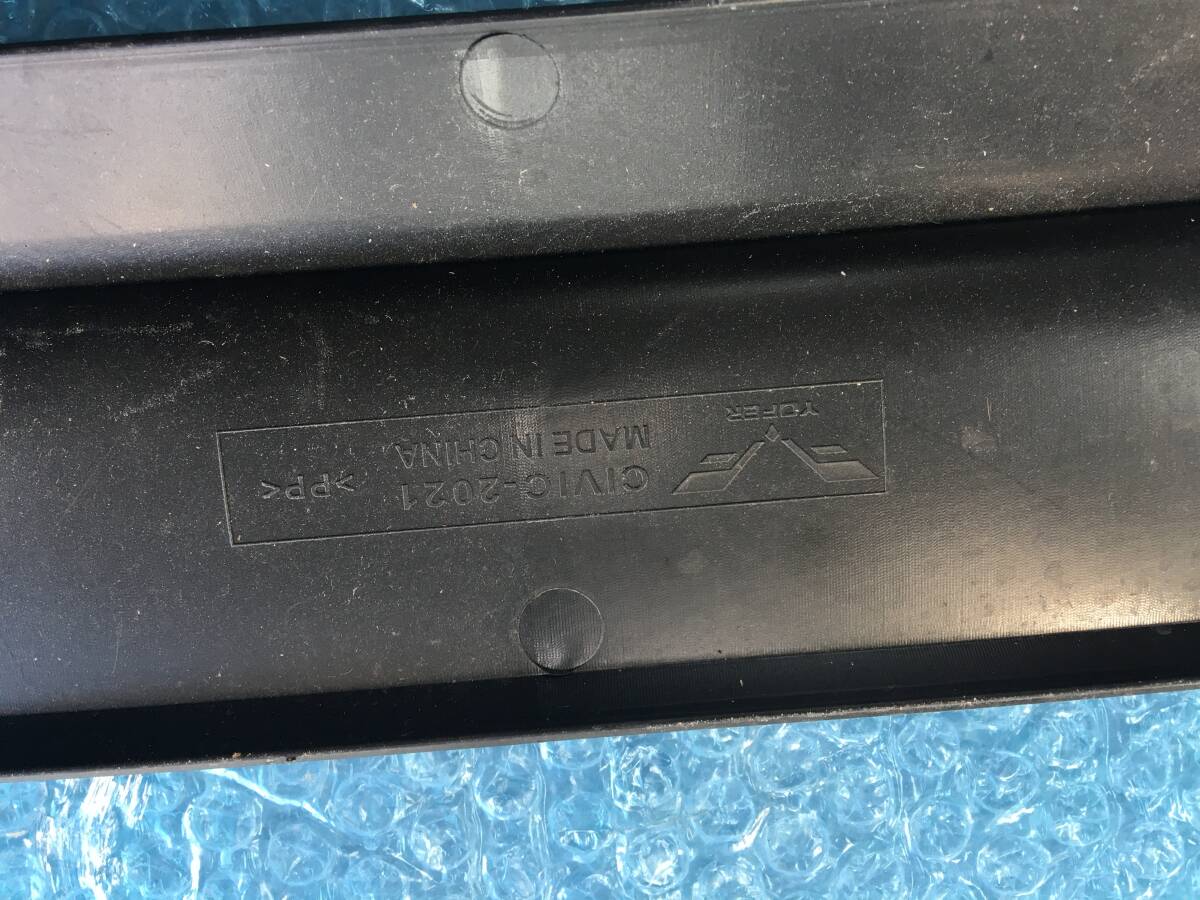 CIVIC-2021
MADE IN CHINA
>PP<
YOFER